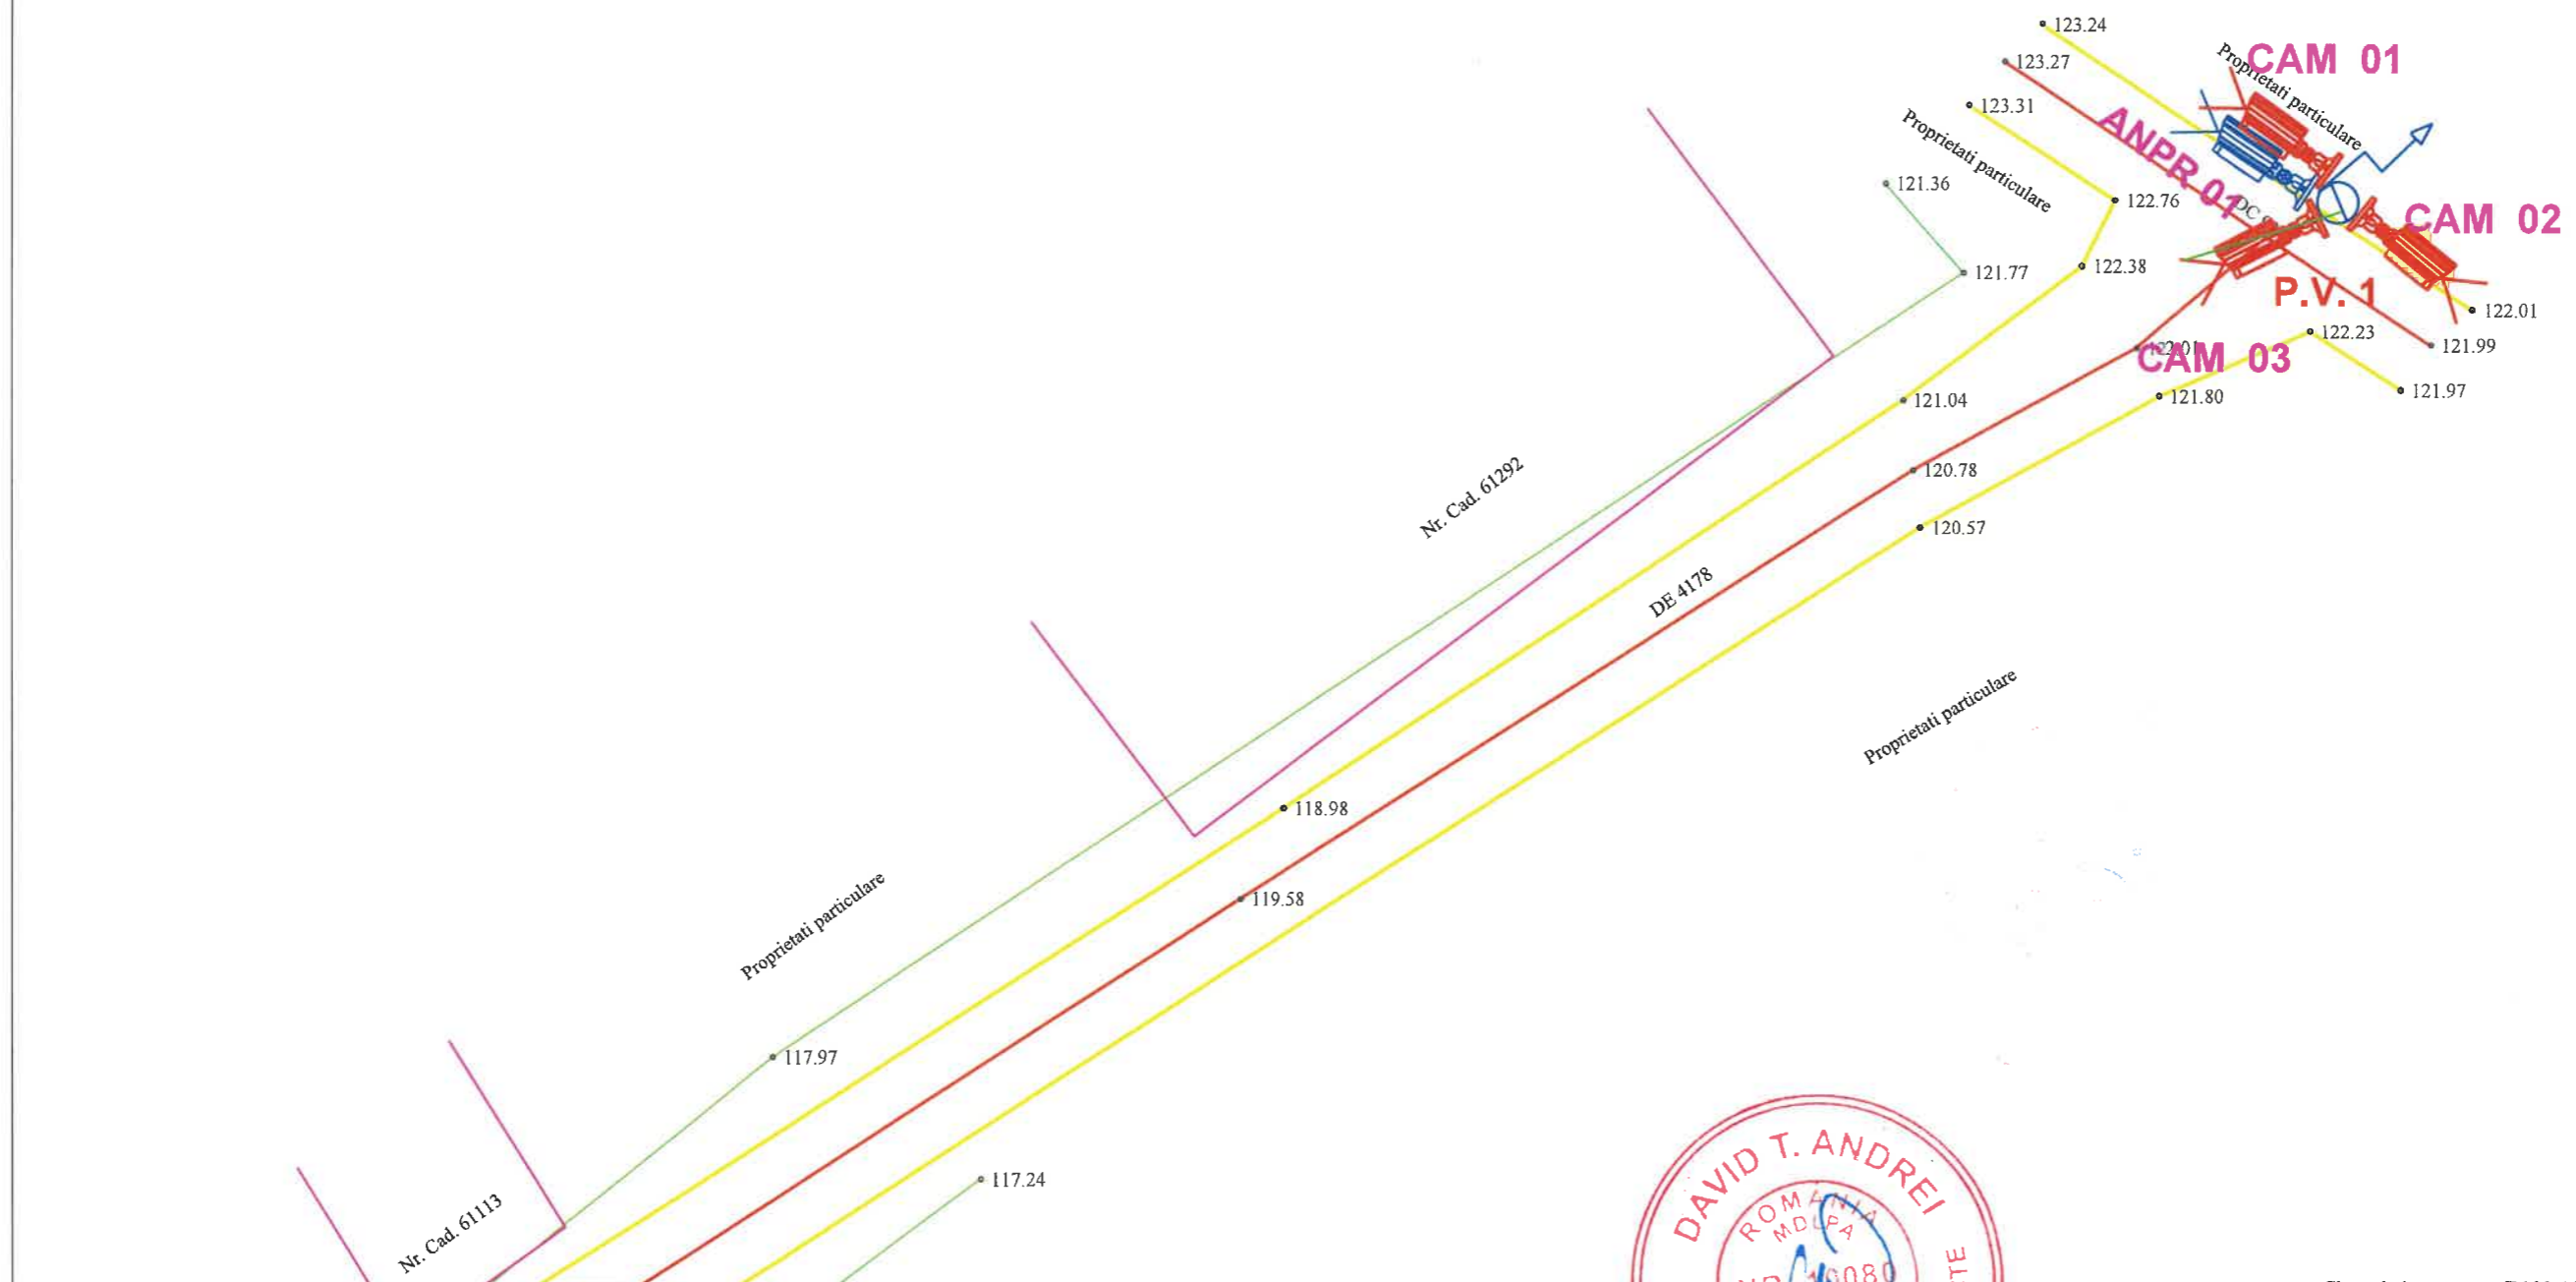 123.24
123.27
CAM 01
Proprietati particulare
123.31
ANPR 01
Proprietati particulare
121.36
122.76
DC
CAM 02
121.77
122.38
P.V. 1
122.01
122.23
121.99
CAM 03
121.97
121.80
121.04
Nr. Cad. 61292
120.78
120.57
DE 4178
Proprietati particulare
118.98
119.58
Proprietati particulare
117.97
117.24
Nr. Cad. 61113
DAVID T. ANDREI
ROMANIA
MDLPA